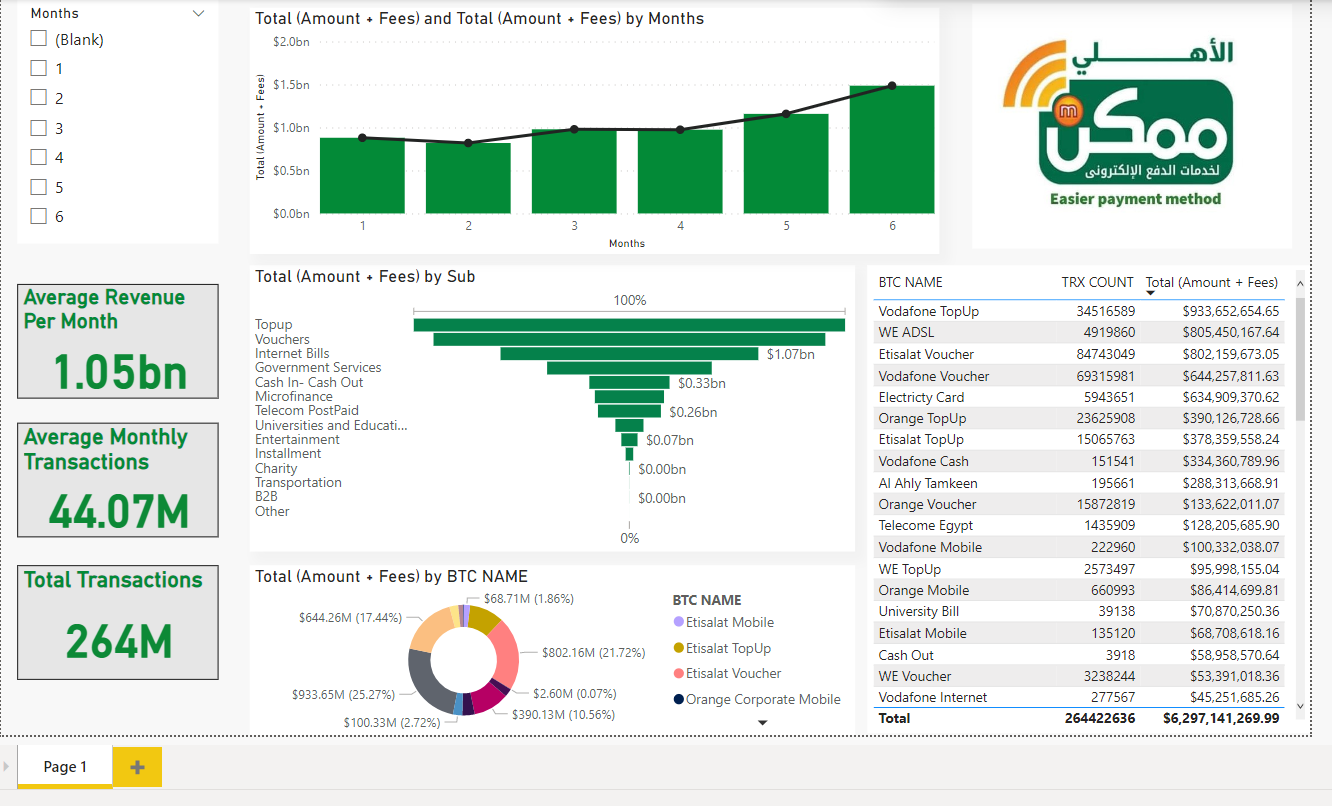 Months
(Blank)
1
2
3
4
5
6
Total (Amount + Fees) and Total (Amount + Fees) by Months
Total (Amount + Fees)
$2.0bn
$1.5bn
$1.0bn
$0.5bn
$0.0bn
1 2 3 4 5 6
Months
الأهلي
m
ممكن
لخدمات الدفع الإلكترونى
Easier payment method
Average Revenue
Per Month
1.05bn
Average Monthly
Transactions
44.07M
Total Transactions
264M
Total (Amount + Fees) by Sub
100%
Topup
Vouchers
Internet Bills $1.07bn
Government Services
Cash In- Cash Out $0.33bn
Microfinance
Telecom PostPaid $0.26bn
Universities and Educati...
Entertainment $0.07bn
Installment
Charity $0.00bn
Transportation
B2B $0.00bn
Other
0%
Total (Amount + Fees) by BTC NAME
$68.71M (1.86%)
$644.26M (17.44%)
$802.16M (21.72%)
$933.65M (25.27%)
$2.60M (0.07%)
$390.13M (10.56%)
$100.33M (2.72%)
BTC NAME
Etisalat Mobile
Etisalat TopUp
Etisalat Voucher
Orange Corporate Mobile
BTC NAME TRX COUNT Total (Amount + Fees)
Vodafone TopUp 34516589 $933,652,654.65
WE ADSL 4919860 $805,450,167.64
Etisalat Voucher 84743049 $802,159,673.05
Vodafone Voucher 69315981 $644,257,811.63
Electricty Card 5943651 $634,909,370.62
Orange TopUp 23625908 $390,126,728.66
Etisalat TopUp 15065763 $378,359,558.24
Vodafone Cash 151541 $334,360,789.96
Al Ahly Tamkeen 195661 $288,313,668.91
Orange Voucher 15872819 $133,622,011.07
Telecome Egypt 1435909 $128,205,685.90
Vodafone Mobile 222960 $100,332,038.07
WE TopUp 2573497 $95,998,155.04
Orange Mobile 660993 $86,414,699.81
University Bill 39138 $70,870,250.36
Etisalat Mobile 135120 $68,708,618.16
Cash Out 3918 $58,958,570.64
WE Voucher 3238244 $53,391,018.36
Vodafone Internet 277567 $45,251,685.26
Total 264422636 $6,297,141,269.99
Page 1
+